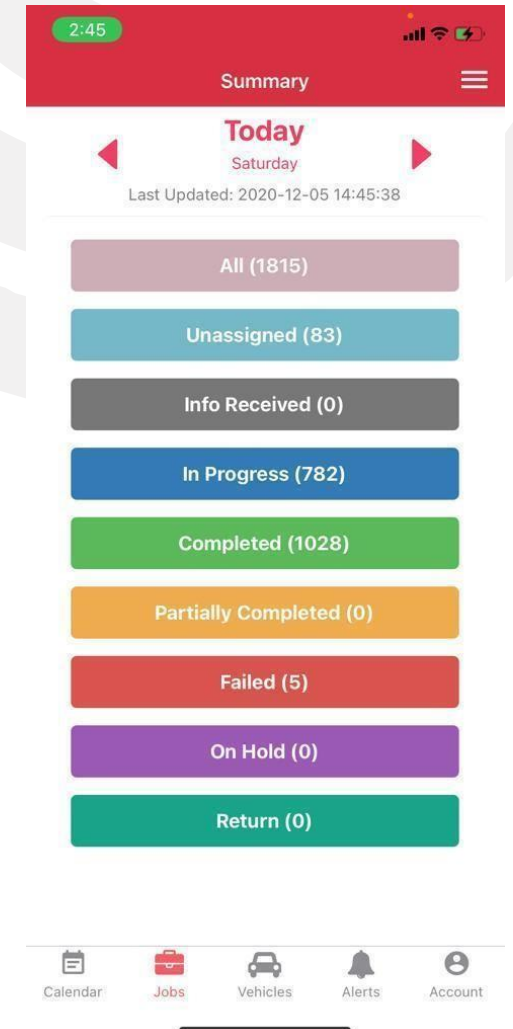 2:45
Summary
Today
Saturday
Last Updated: 2020-12-05 14:45:38
All (1815)
Unassigned (83)
Info Received (0)
In Progress (782)
Completed (1028)
Partially Completed (0)
Failed (5)
On Hold (0)
Return (0)
Calendar Jobs Vehicles Alerts Account